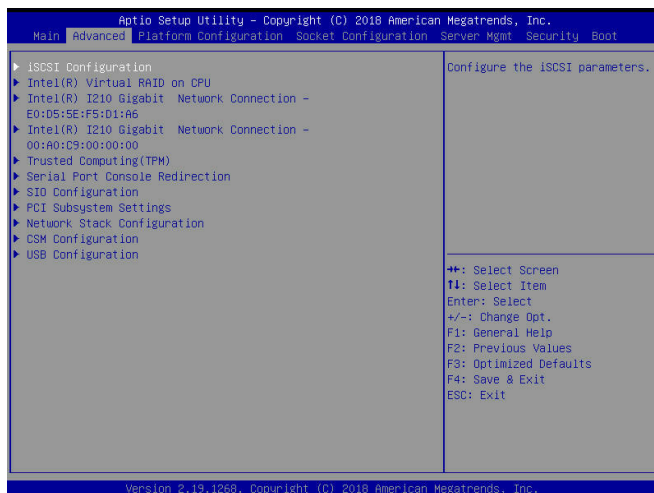 Aptio Setup Utility – Copyright (C) 2018 American Megatrends, Inc.
Main Advanced Platform Configuration Socket Configuration Server Mgmt Security Boot
iSCSI Configuration
Intel(R) Virtual RAID on CPU
Intel(R) I210 Gigabit Network Connection –
E0:D5:5E:F5:D1:A6
Intel(R) I210 Gigabit Network Connection –
00:A0:C9:00:00:00
Trusted Computing(TPM)
Serial Port Console Redirection
SIO Configuration
PCI Subsystem Settings
Network Stack Configuration
CSM Configuration
USB Configuration
Configure the iSCSI parameters.
→←: Select Screen
↑↓: Select Item
Enter: Select
+/-: Change Opt.
F1: General Help
F2: Previous Values
F3: Optimized Defaults
F4: Save & Exit
ESC: Exit
Version 2.19.1268. Copyright (C) 2018 American Megatrends, Inc.